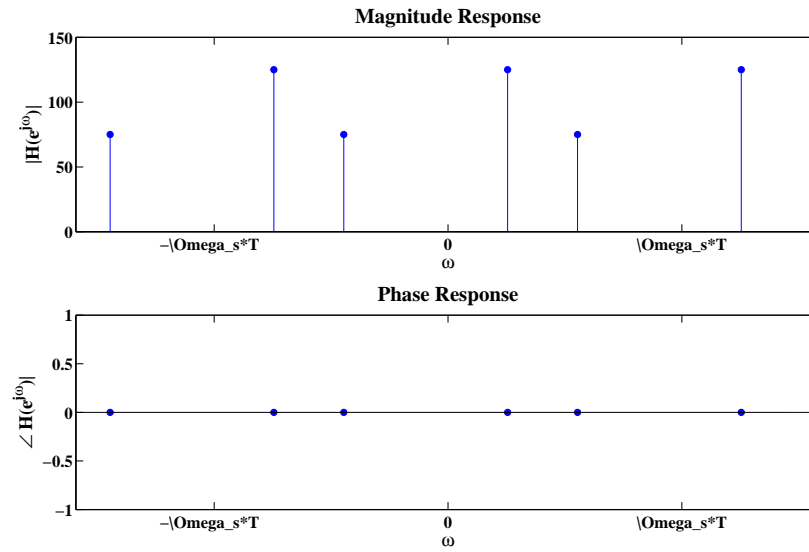 Magnitude Response
150
100
50
0
|H(e^jω)|
−\Omega_s*T
0
\Omega_s*T
ω
Phase Response
1
0.5
0
−0.5
−1
∠ H(e^jω)|
−\Omega_s*T
0
\Omega_s*T
ω